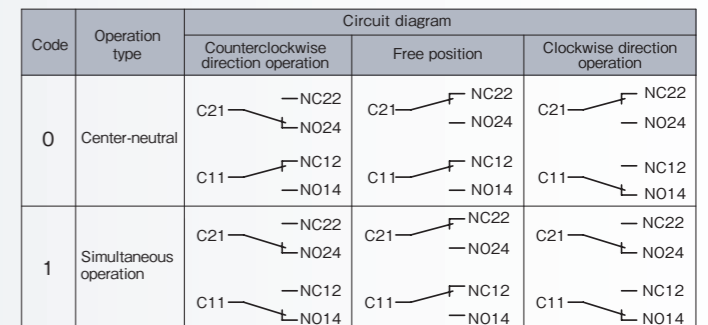 Code
Operation
type
Circuit diagram
Counterclockwise
direction operation
Free position
Clockwise direction
operation
0
Center-neutral
C21
NC22
NO24
C11
NC12
NO14
C21
NC22
NO24
C11
NC12
NO14
C21
NC22
NO24
C11
NC12
NO14
1
Simultaneous
operation
C21
NC22
NO24
C11
NC12
NO14
C21
NC22
NO24
C11
NC12
NO14
C21
NC22
NO24
C11
NC12
NO14